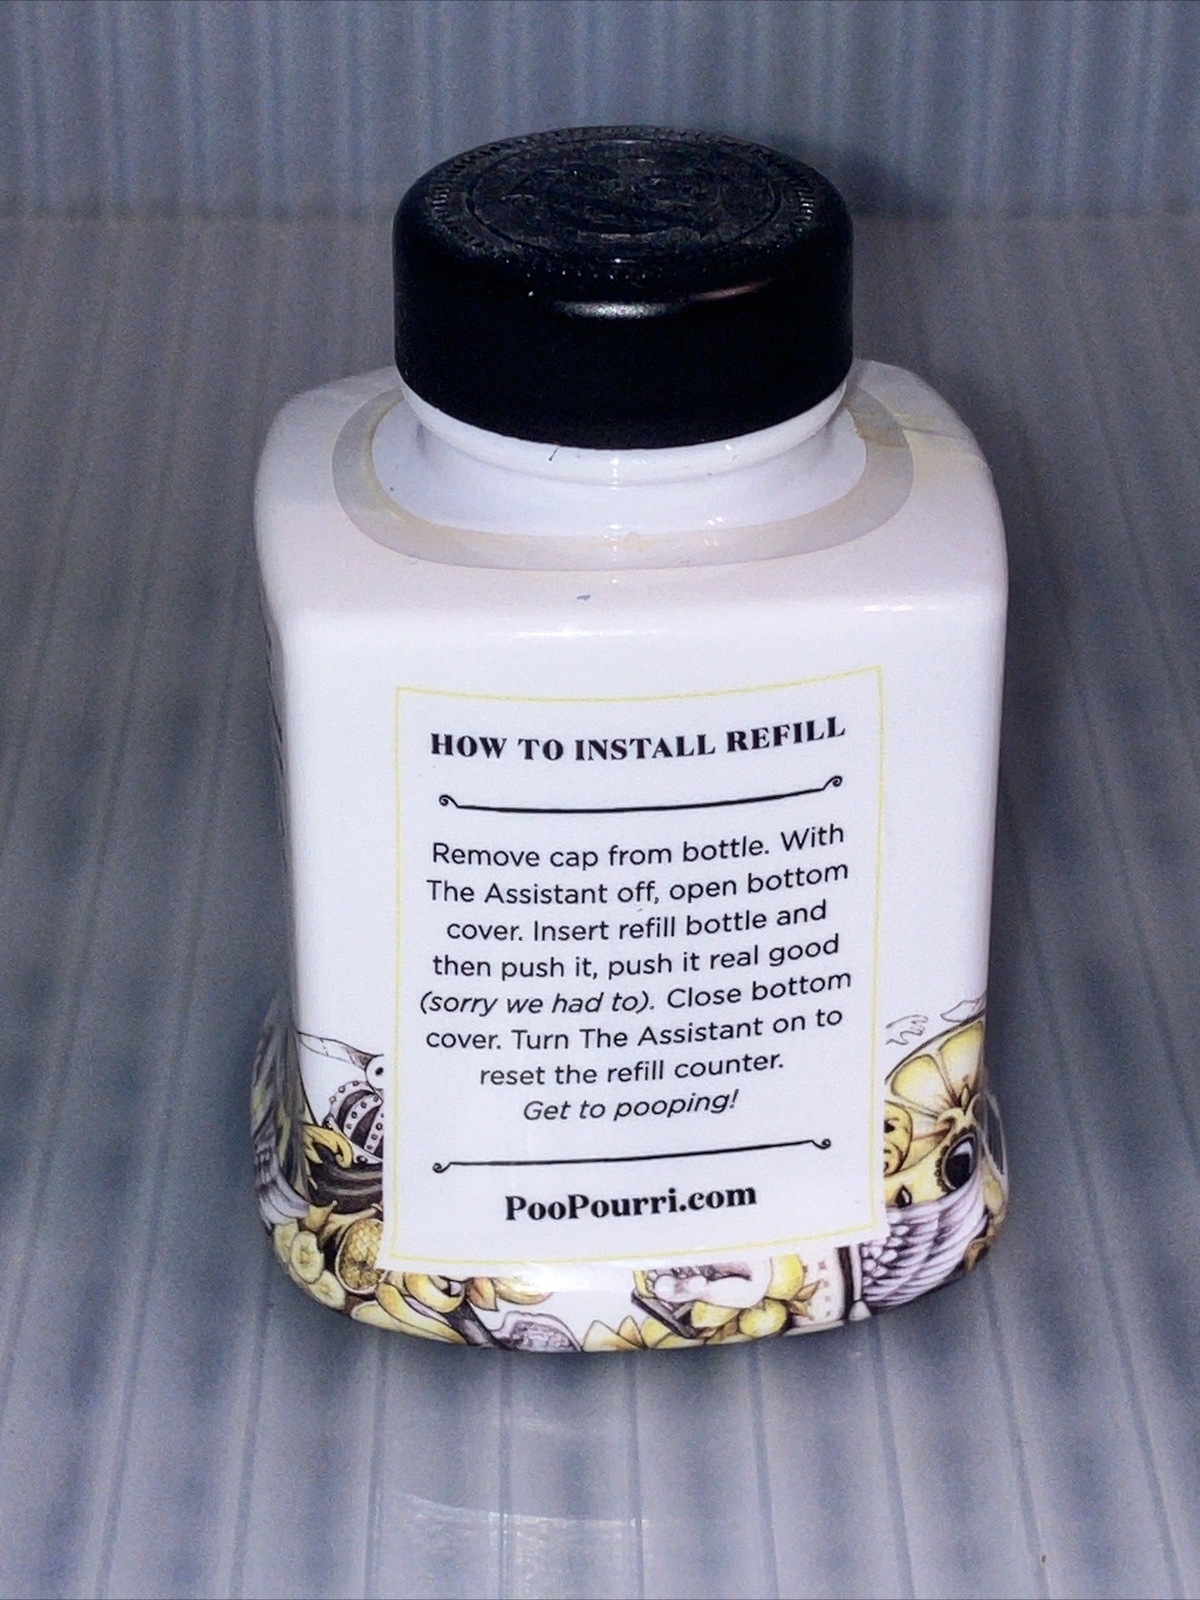 HOW TO INSTALL REFILL
Remove cap from bottle. With
The Assistant off, open bottom
cover. Insert refill bottle and
then push it, push it real good
(sorry we had to). Close bottom
cover. Turn The Assistant on to
reset the refill counter.
Get to pooping!
PooPourri.com